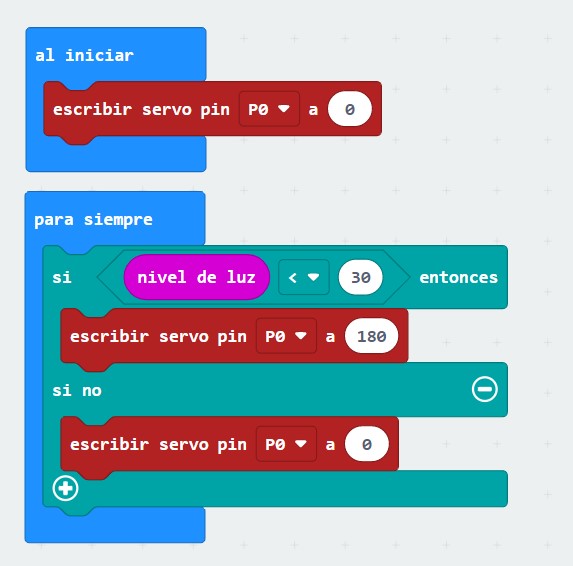 al iniciar
escribir servo pin P0 a 0
para siempre
si nivel de luz < 30 entonces
escribir servo pin P0 a 180
si no
escribir servo pin P0 a 0